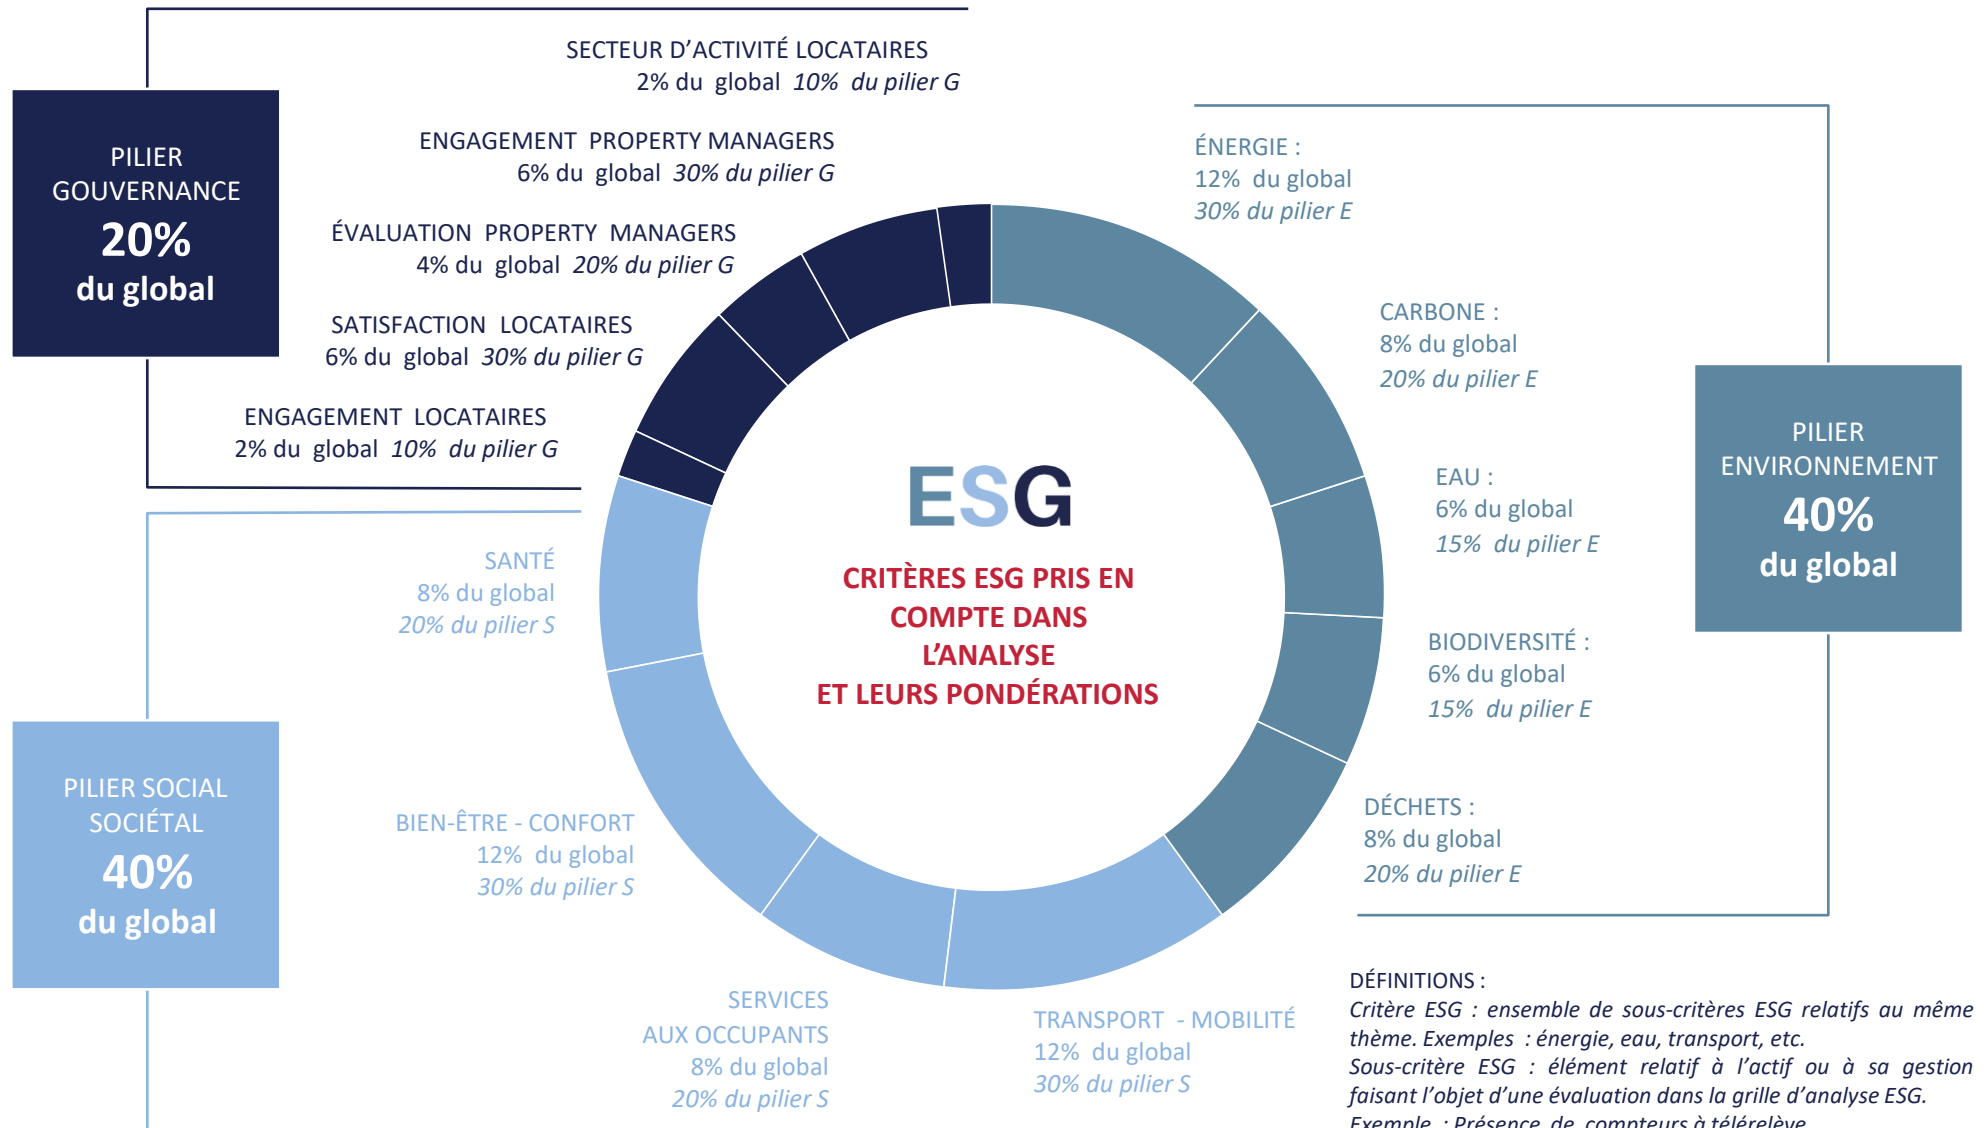 SECTEUR D'ACTIVITÉ LOCATAIRES
2% du global 10% du pilier G
ENGAGEMENT PROPERTY MANAGERS
6% du global 30% du pilier G
ÉVALUATION PROPERTY MANAGERS
4% du global 20% du pilier G
SATISFACTION LOCATAIRES
6% du global 30% du pilier G
ENGAGEMENT LOCATAIRES
2% du global 10% du pilier G
PILIER
GOUVERNANCE
20%
du global
ÉNERGIE :
12% du global
30% du pilier E
CARBONE :
8% du global
20% du pilier E
EAU :
6% du global
15% du pilier E
BIODIVERSITÉ :
6% du global
15% du pilier E
DÉCHETS :
8% du global
20% du pilier E
PILIER
ENVIRONNEMENT
40%
du global
ESG
CRITÈRES ESG PRIS EN
COMPTE DANS
L'ANALYSE
ET LEURS PONDÉRATIONS
SANTÉ
8% du global
20% du pilier S
BIEN-ÊTRE - CONFORT
12% du global
30% du pilier S
SERVICES
AUX OCCUPANTS
8% du global
20% du pilier S
TRANSPORT - MOBILITÉ
12% du global
30% du pilier S
PILIER SOCIAL
SOCIÉTAL
40%
du global
DÉFINITIONS :
Critère ESG : ensemble de sous-critères ESG relatifs au même
thème. Exemples : énergie, eau, transport, etc.
Sous-critère ESG : élément relatif à l'actif ou à sa gestion
faisant l'objet d'une évaluation dans la grille d'analyse ESG.
Exemple : Présence de compteurs à télérelève